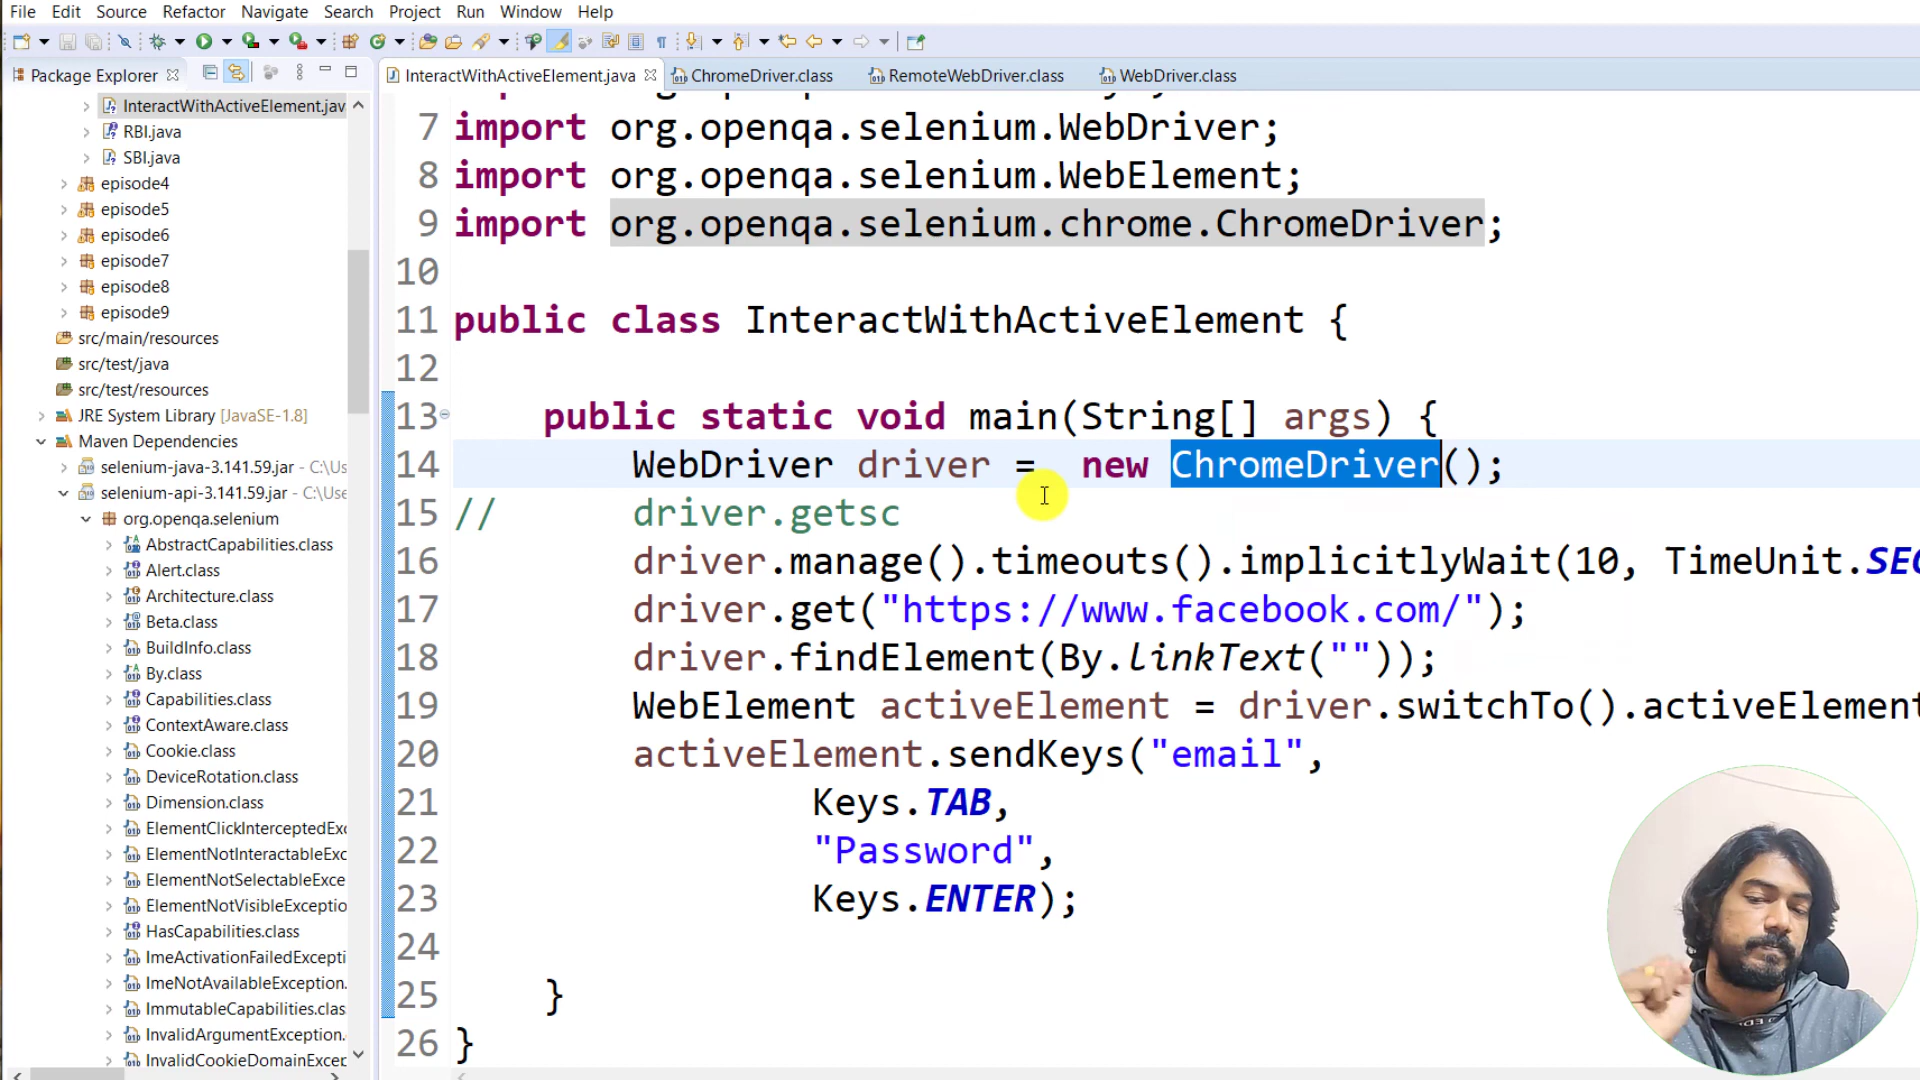 File Edit Source Refactor Navigate Search Project Run Window Help
Package Explorer
InteractWithActiveElement.java ChromeDriver.class RemoteWebDriver.class WebDriver.class
InteractWithActiveElement.jav
RBI.java
SBI.java
episode4
episode5
episode6
episode7
episode8
episode9
src/main/resources
src/test/java
src/test/resources
JRE System Library [JavaSE-1.8]
Maven Dependencies
selenium-java-3.141.59.jar - C:\Us
selenium-api-3.141.59.jar - C:\Use
org.openqa.selenium
AbstractCapabilities.class
Alert.class
Architecture.class
Beta.class
BuildInfo.class
By.class
Capabilities.class
ContextAware.class
Cookie.class
DeviceRotation.class
Dimension.class
ElementClickInterceptedExc
ElementNotInteractableExc
ElementNotSelectableExce
ElementNotVisibleExceptio
HasCapabilities.class
ImeActivationFailedExcepti
ImeNotAvailableException.
ImmutableCapabilities.clas
InvalidArgumentException.
InvalidCookieDomainExcep
7 import org.openqa.selenium.WebDriver;
8 import org.openqa.selenium.WebElement;
9 import org.openqa.selenium.chrome.ChromeDriver;
10
11 public class InteractWithActiveElement {
12
13 public static void main(String[] args) {
14 WebDriver driver = new ChromeDriver();
15 // driver.getsc
16 driver.manage().timeouts().implicitlyWait(10, TimeUnit.SEC
17 driver.get("https://www.facebook.com/");
18 driver.findElement(By.linkText(""));
19 WebElement activeElement = driver.switchTo().activeElement
20 activeElement.sendKeys("email",
21 Keys.TAB,
22 "Password",
23 Keys.ENTER);
24
25 }
26 }